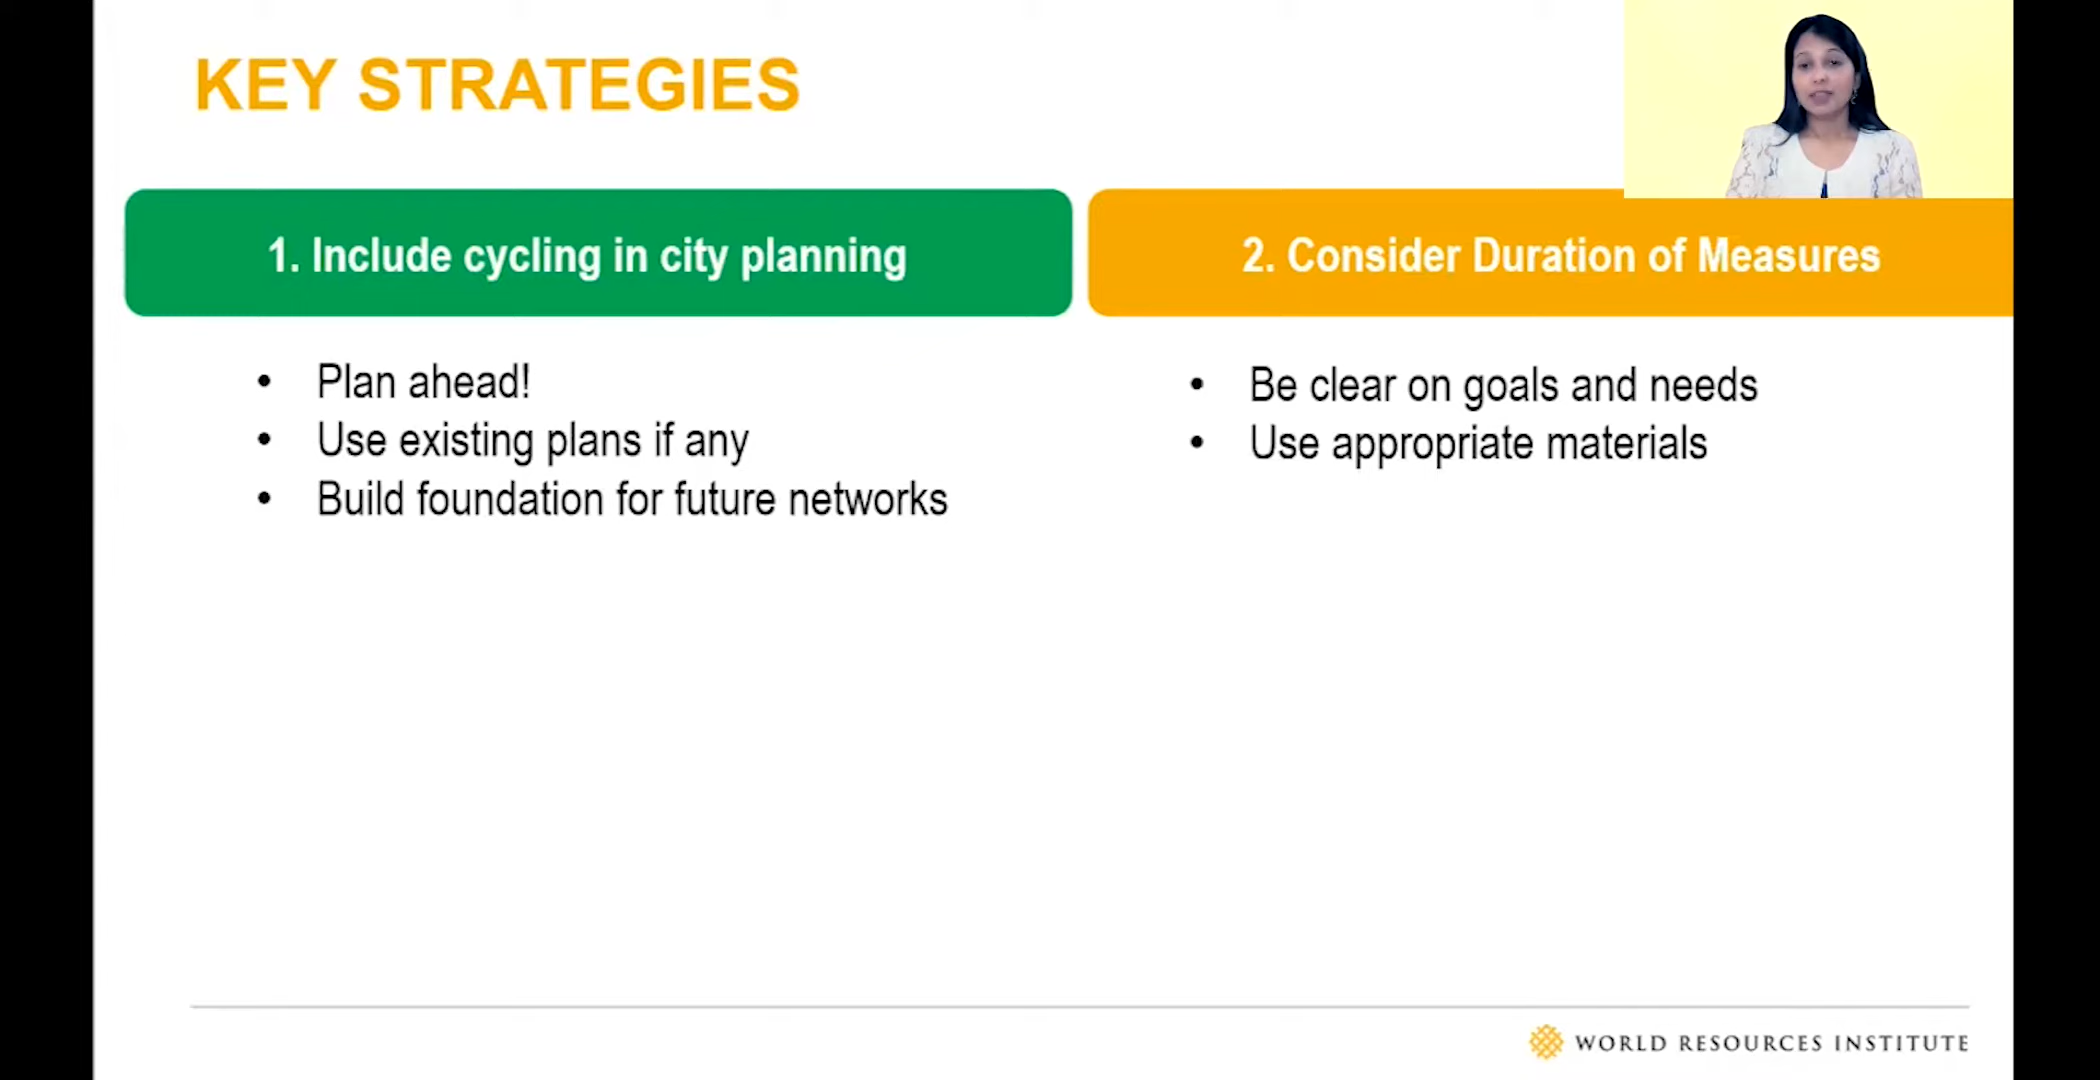 KEY STRATEGIES
1. Include cycling in city planning
• Plan ahead!
• Use existing plans if any
• Build foundation for future networks
2. Consider Duration of Measures
• Be clear on goals and needs
• Use appropriate materials
WORLD RESOURCES INSTITUTE